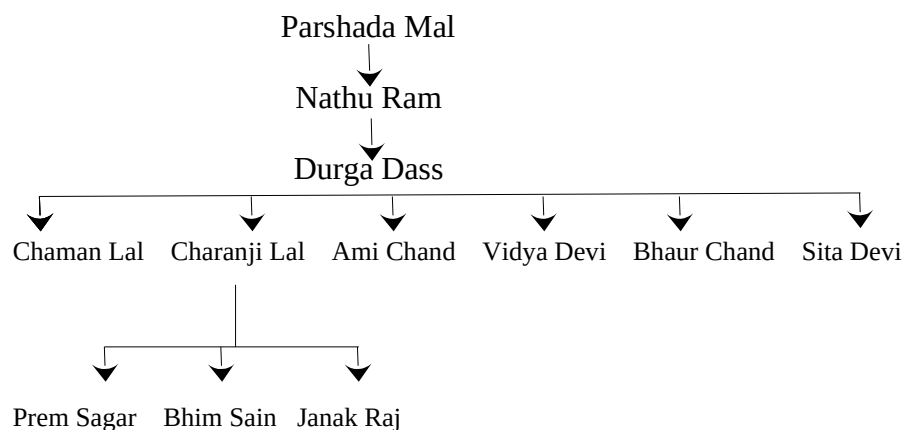 Parshada Mal
Nathu Ram
Durga Dass
Chaman Lal Charanji Lal Ami Chand Vidya Devi Bhaur Chand Sita Devi
Prem Sagar Bhim Sain Janak Raj